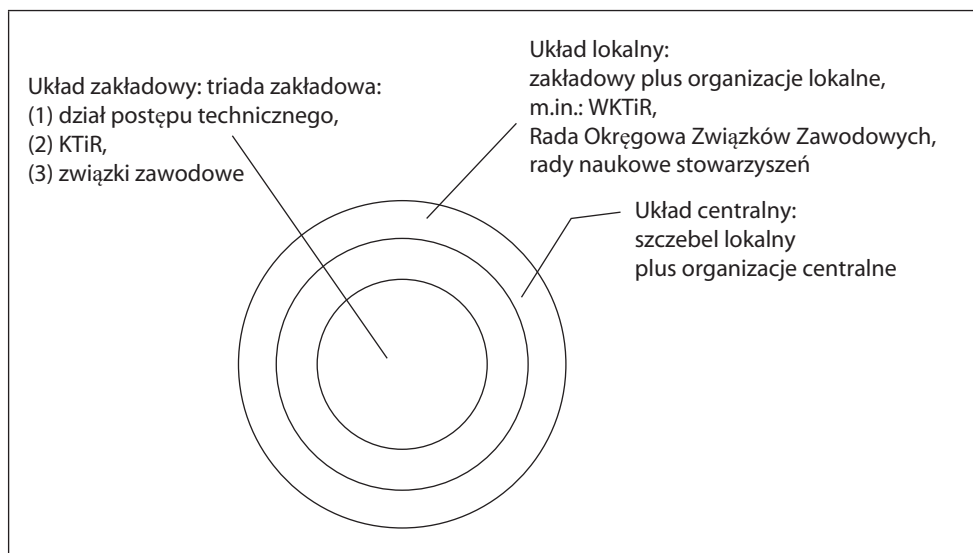 Układ zakładowy: triada zakładowa:
(1) dział postępu technicznego,
(2) KTiR,
(3) związki zawodowe
Układ lokalny:
zakładowy plus organizacje lokalne,
m.in.: WKTiR,
Rada Okręgowa Związków Zawodowych,
rady naukowe stowarzyszeń
Układ centralny:
szczebel lokalny
plus organizacje centralne